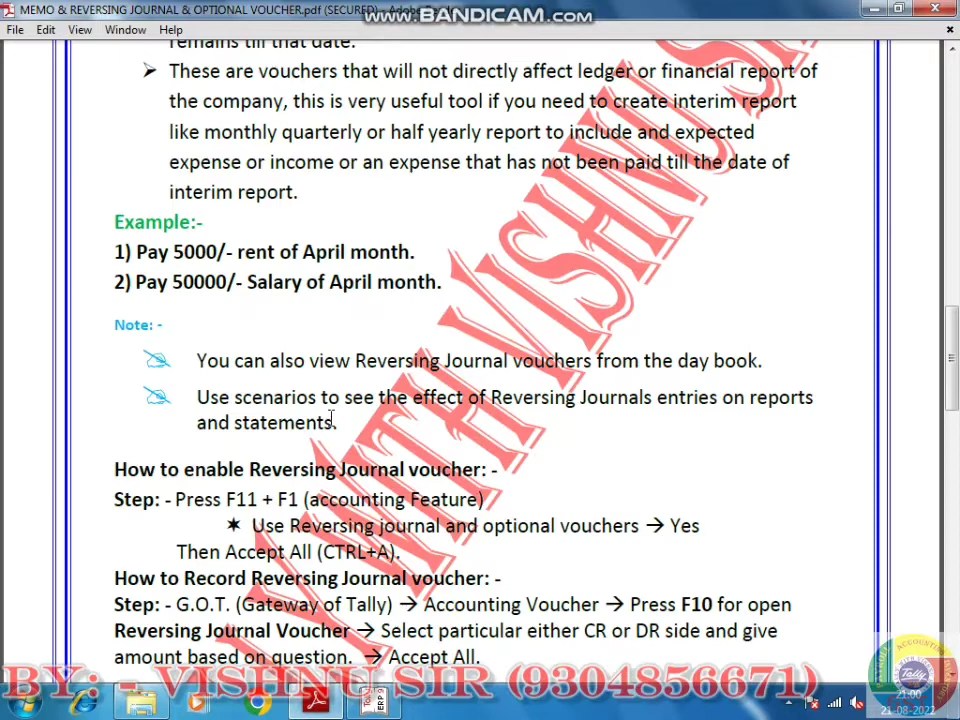 MEMO & REVERSING JOURNAL & OPTIONAL VOUCHER.pdf (SECURED) - Adobe
WWW.BANDICAM.COM
File Edit View Window Help
remains till that date.
These are vouchers that will not directly affect ledger or financial report of
the company, this is very useful tool if you need to create interim report
like monthly quarterly or half yearly report to include and expected
expense or income or an expense that has not been paid till the date of
interim report.
Example:-
1) Pay 5000/- rent of April month.
2) Pay 50000/- Salary of April month.
Note: -
You can also view Reversing Journal vouchers from the day book.
Use scenarios to see the effect of Reversing Journals entries on reports
and statements.
How to enable Reversing Journal voucher: -
Step: - Press F11 + F1 (accounting Feature)
Use Reversing journal and optional vouchers → Yes
Then Accept All (CTRL+A).
How to Record Reversing Journal voucher: -
Step: - G.O.T. (Gateway of Tally) → Accounting Voucher → Press F10 for open
Reversing Journal Voucher → Select particular either CR or DR side and give
amount based on question. → Accept All.
BY: - VISHNU SIR (9304856671)
Tally
21:00
21-08-2022